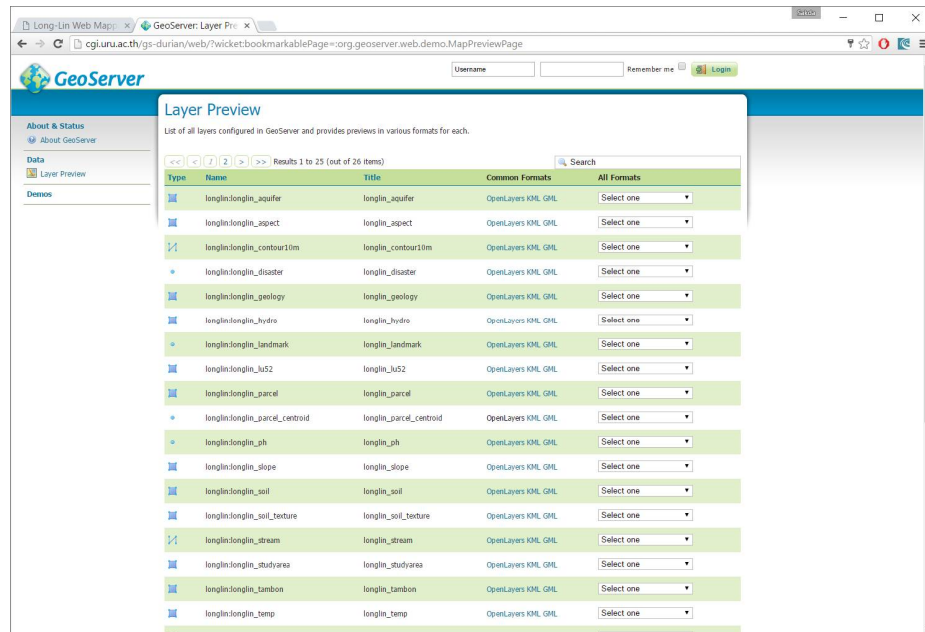 Long-Lin Web Mapp
GeoServer: Layer Pre
cgi.uru.ac.th/gs-durian/web/?wicket:bookmarkablePage=:org.geoserver.web.demo.MapPreviewPage
GeoServer
Username
Remember me
Login
About & Status
About GeoServer
Data
Layer Preview
Demos
Layer Preview
List of all layers configured in GeoServer and provides previews in various formats for each.
<< < 1 2 > >> Results 1 to 25 (out of 26 items) Search
Type Name Title Common Formats All Formats
longlin:longlin_aquifer longlin_aquifer OpenLayers KML GML Select one
longlin:longlin_aspect longlin_aspect OpenLayers KML GML Select one
longlin:longlin_contour10m longlin_contour10m OpenLayers KML GML Select one
longlin:longlin_disaster longlin_disaster OpenLayers KML GML Select one
longlin:longlin_geology longlin_geology OpenLayers KML GML Select one
longlin:longlin_hydro longlin_hydro OpenLayers KML GML Select one
longlin:longlin_landmark longlin_landmark OpenLayers KML GML Select one
longlin:longlin_lu52 longlin_lu52 OpenLayers KML GML Select one
longlin:longlin_parcel longlin_parcel OpenLayers KML GML Select one
longlin:longlin_parcel_centroid longlin_parcel_centroid OpenLayers KML GML Select one
longlin:longlin_ph longlin_ph OpenLayers KML GML Select one
longlin:longlin_slope longlin_slope OpenLayers KML GML Select one
longlin:longlin_soil longlin_soil OpenLayers KML GML Select one
longlin:longlin_soil_texture longlin_soil_texture OpenLayers KML GML Select one
longlin:longlin_stream longlin_stream OpenLayers KML GML Select one
longlin:longlin_studyarea longlin_studyarea OpenLayers KML GML Select one
longlin:longlin_tambon longlin_tambon OpenLayers KML GML Select one
longlin:longlin_temp longlin_temp OpenLayers KML GML Select one